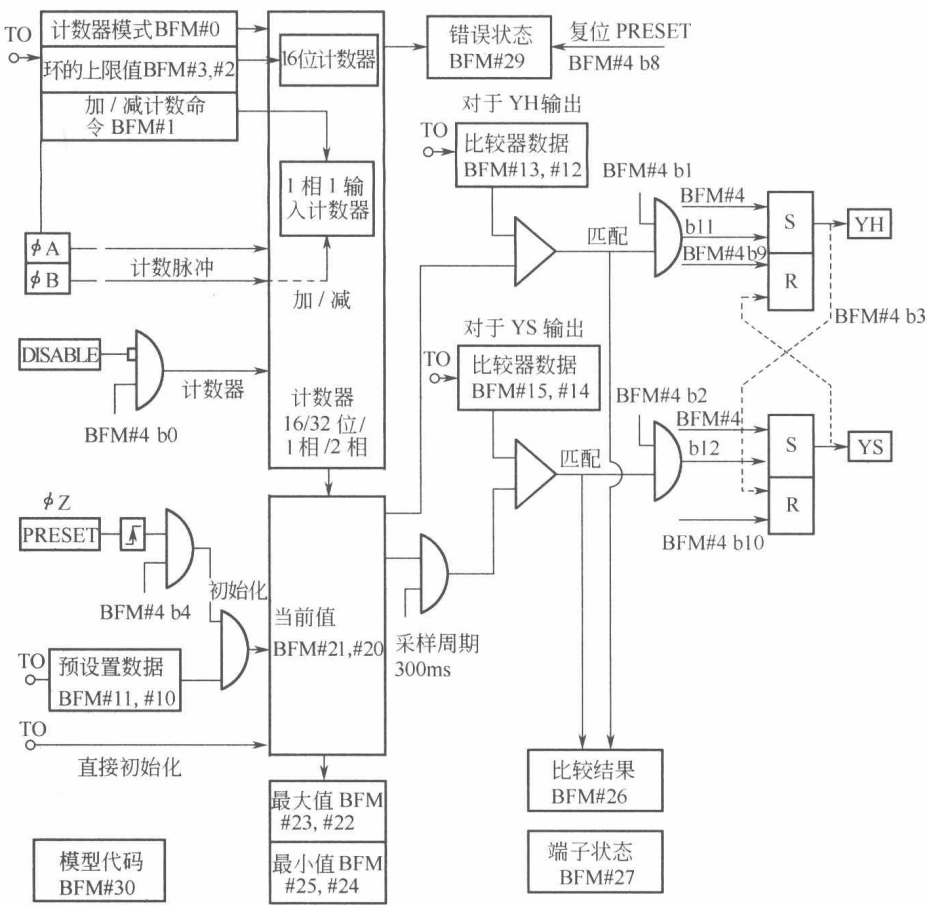 TO
计数器模式BFM#0
环的上限值BFM#3,#2
加/减计数命
令 BFM#1
16位计数器
1相1输
入计数器
错误状态
BFM#29
复位 PRESET
BFM#4 b8
对于 YH输出
TO
比较器数据
BFM#13, #12
BFM#4 b1
匹配
BFM#4
b11
BFM#4 b9
S
R
YH
BFM#4 b3
φA
φB
计数脉冲
加/减
DISABLE
计数器
BFM#4 b0
计数器
16/32 位/
1相/2相
对于 YS 输出
TO
比较器数据
BFM#15, #14
BFM#4 b2
匹配
BFM#4
b12
S
R
YS
BFM#4 b10
φZ
PRESET
BFM#4 b4
初始化
TO
预设置数据
BFM#11, #10
TO
直接初始化
当前值
BFM#21,#20
采样周期
300ms
最大值 BFM
#23, #22
最小值 BFM
#25, #24
比较结果
BFM#26
端子状态
BFM#27
模型代码
BFM#30